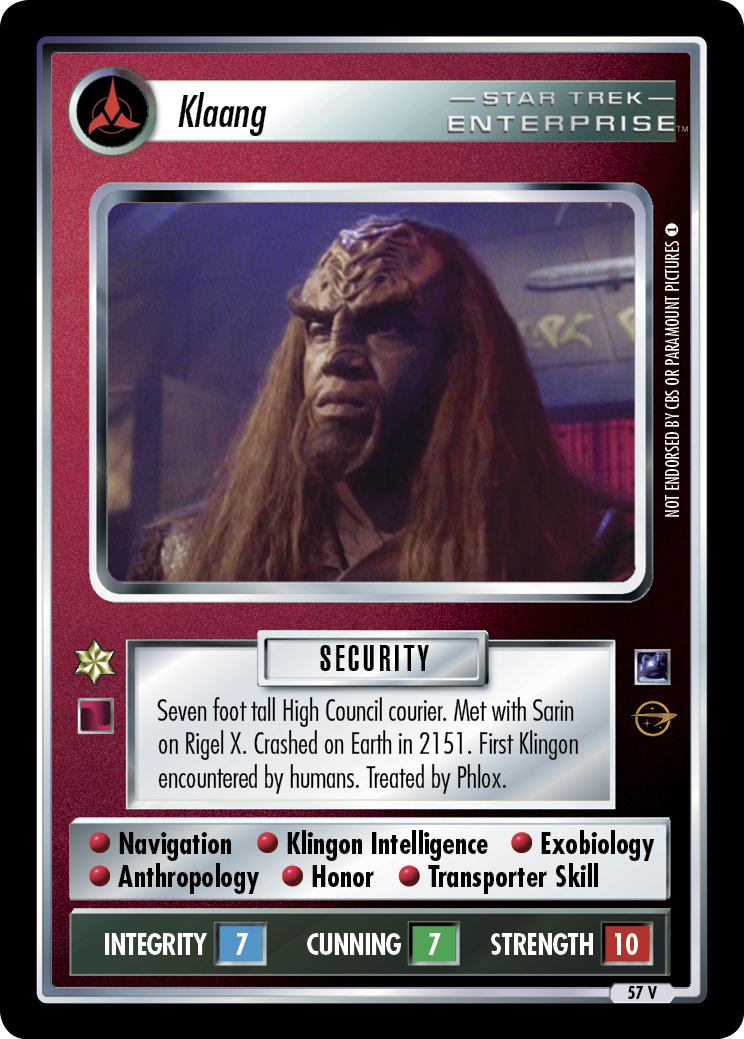 Klaang
STAR TREK
ENTERPRISE™
NOT ENDORSED BY CBS OR PARAMOUNT PICTURES 1
SECURITY
Seven foot tall High Council courier. Met with Sarin
on Rigel X. Crashed on Earth in 2151. First Klingon
encountered by humans. Treated by Phlox.
Navigation Klingon Intelligence Exobiology
Anthropology Honor Transporter Skill
INTEGRITY 7 CUNNING 7 STRENGTH 10
57 V